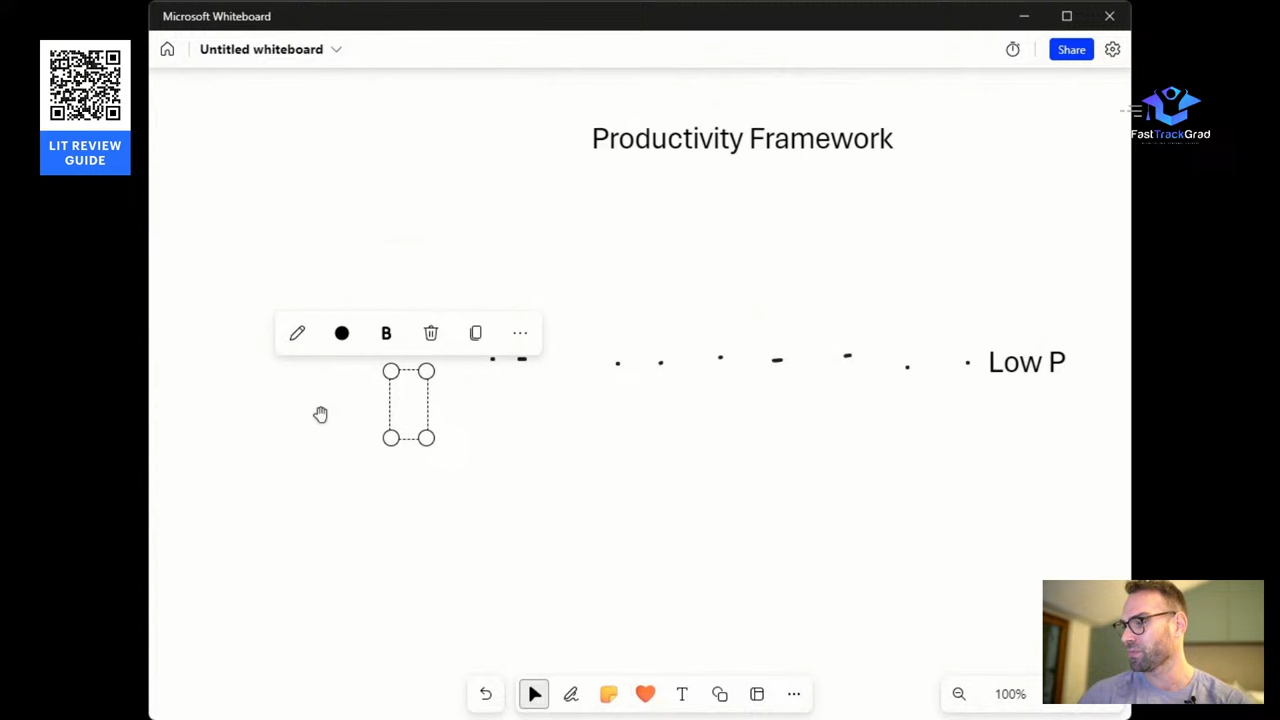 Microsoft Whiteboard
Untitled whiteboard
Share
LIT REVIEW
GUIDE
FastTrackGrad
Productivity Framework
B
Low P
T
100%